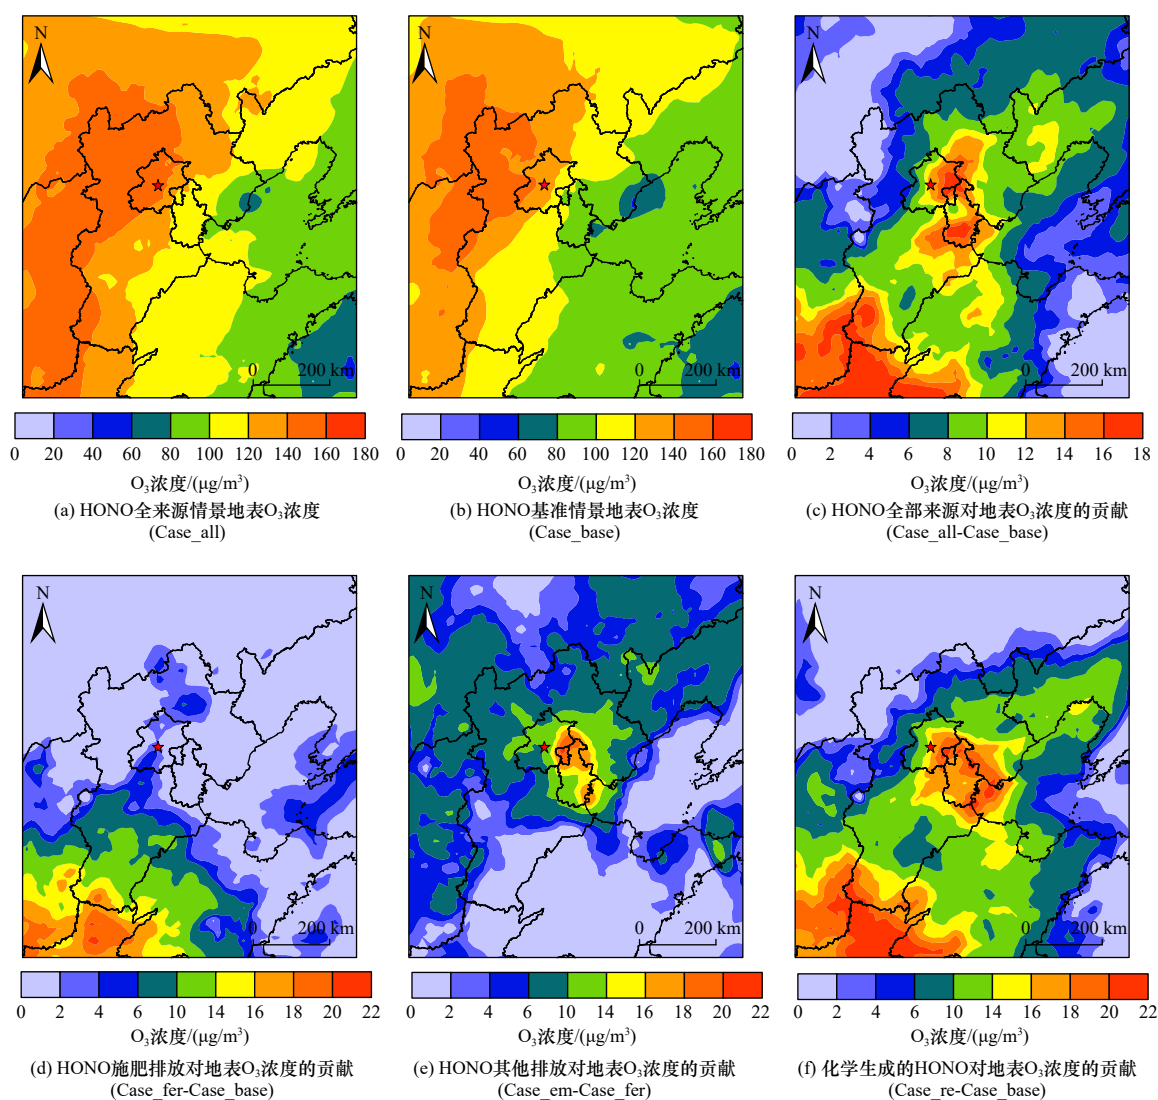 N
N
N
0 200 km
0 200 km
0 200 km
0 20 40 60 80 100 120 140 160 180
0 20 40 60 80 100 120 140 160 180
0 2 4 6 8 10 12 14 16 18
O₃浓度/(μg/m³)
O₃浓度/(μg/m³)
O₃浓度/(μg/m³)
(a) HONO全来源情景地表O₃浓度
(Case_all)
(b) HONO基准情景地表O₃浓度
(Case_base)
(c) HONO全部来源对地表O₃浓度的贡献
(Case_all-Case_base)
N
N
N
0 200 km
0 200 km
0 200 km
0 2 4 6 10 14 16 18 20 22
0 2 4 6 10 14 16 18 20 22
0 2 4 6 10 14 16 18 20 22
O₃浓度/(μg/m³)
O₃浓度/(μg/m³)
O₃浓度/(μg/m³)
(d) HONO施肥排放对地表O₃浓度的贡献
(Case_fer-Case_base)
(e) HONO其他排放对地表O₃浓度的贡献
(Case_em-Case_fer)
(f) 化学生成的HONO对地表O₃浓度的贡献
(Case_re-Case_base)